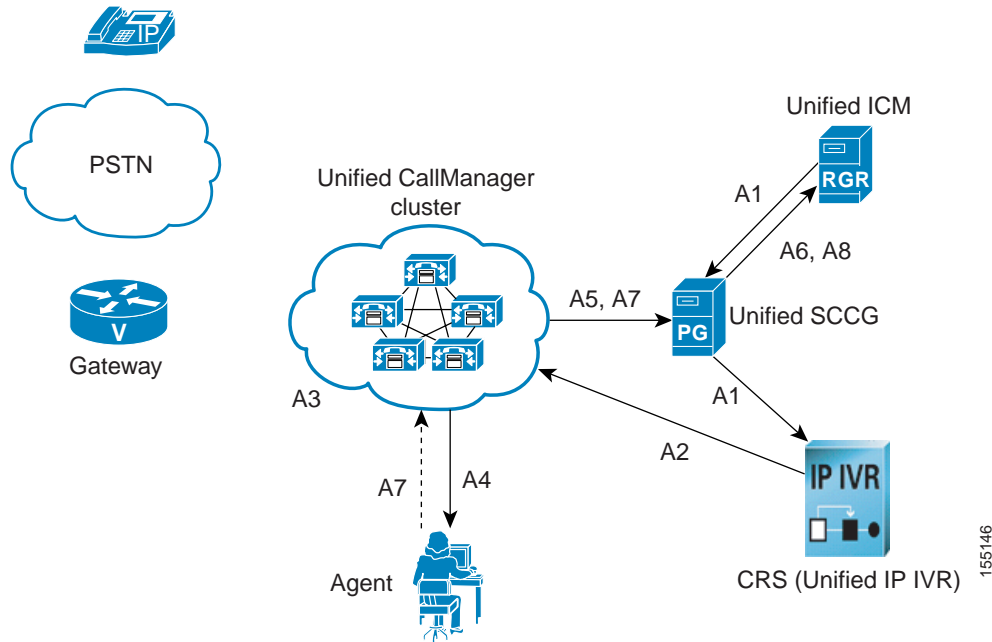 IP
PSTN
V
Gateway
Unified CallManager
cluster
A3
A5, A7
A7
A4
Agent
Unified ICM
RGR
A1
A6, A8
PG
Unified SCCG
A1
A2
IP IVR
CRS (Unified IP IVR)
155146